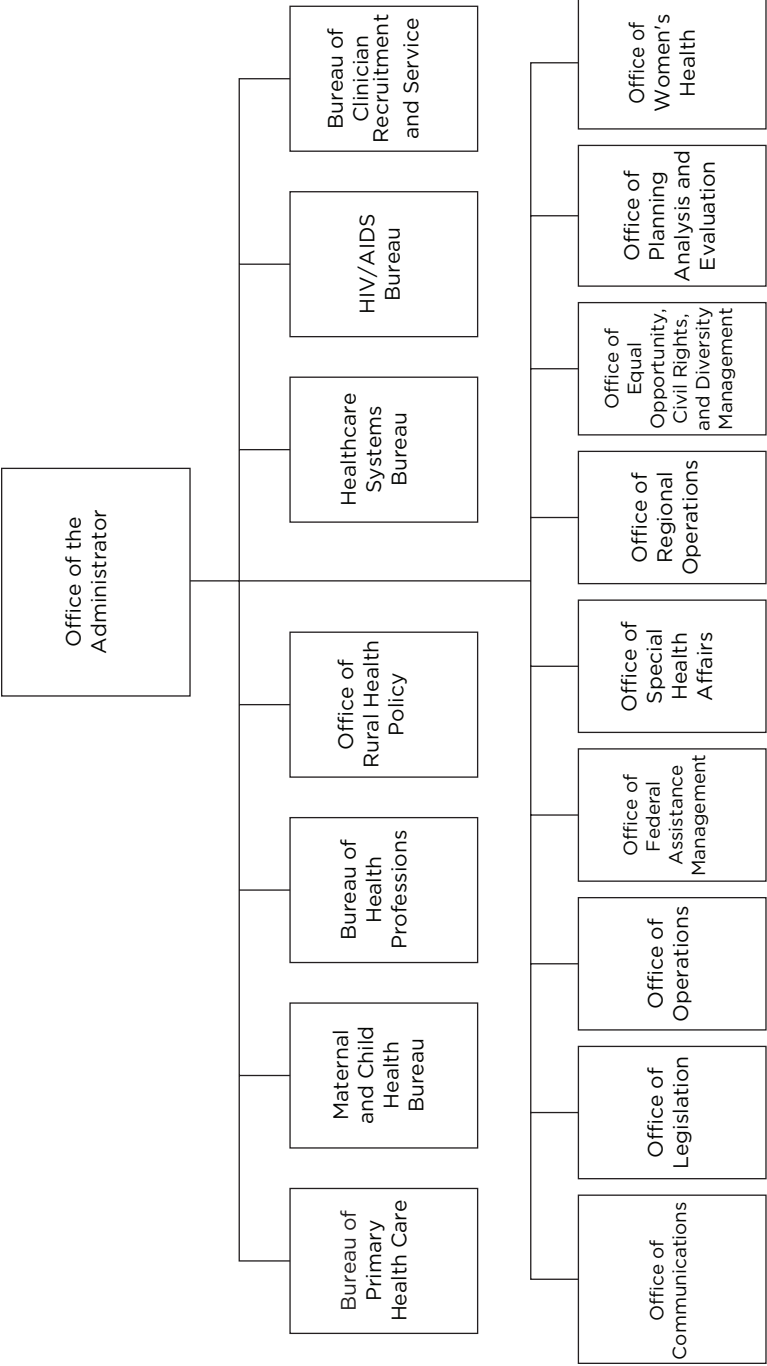 Office of the
Administrator
Bureau of
Primary
Health Care
Maternal
and Child
Health
Bureau
Bureau of
Health
Professions
Office of
Rural Health
Policy
Healthcare
Systems
Bureau
HIV/AIDS
Bureau
Bureau of
Clinician
Recruitment
and Service
Office of
Communications
Office of
Legislation
Office of
Operations
Office of
Federal
Assistance
Management
Office of
Special
Health
Affairs
Office of
Regional
Operations
Office of
Equal
Opportunity,
Civil Rights,
and Diversity
Management
Office of
Planning
Analysis and
Evaluation
Office of
Women's
Health